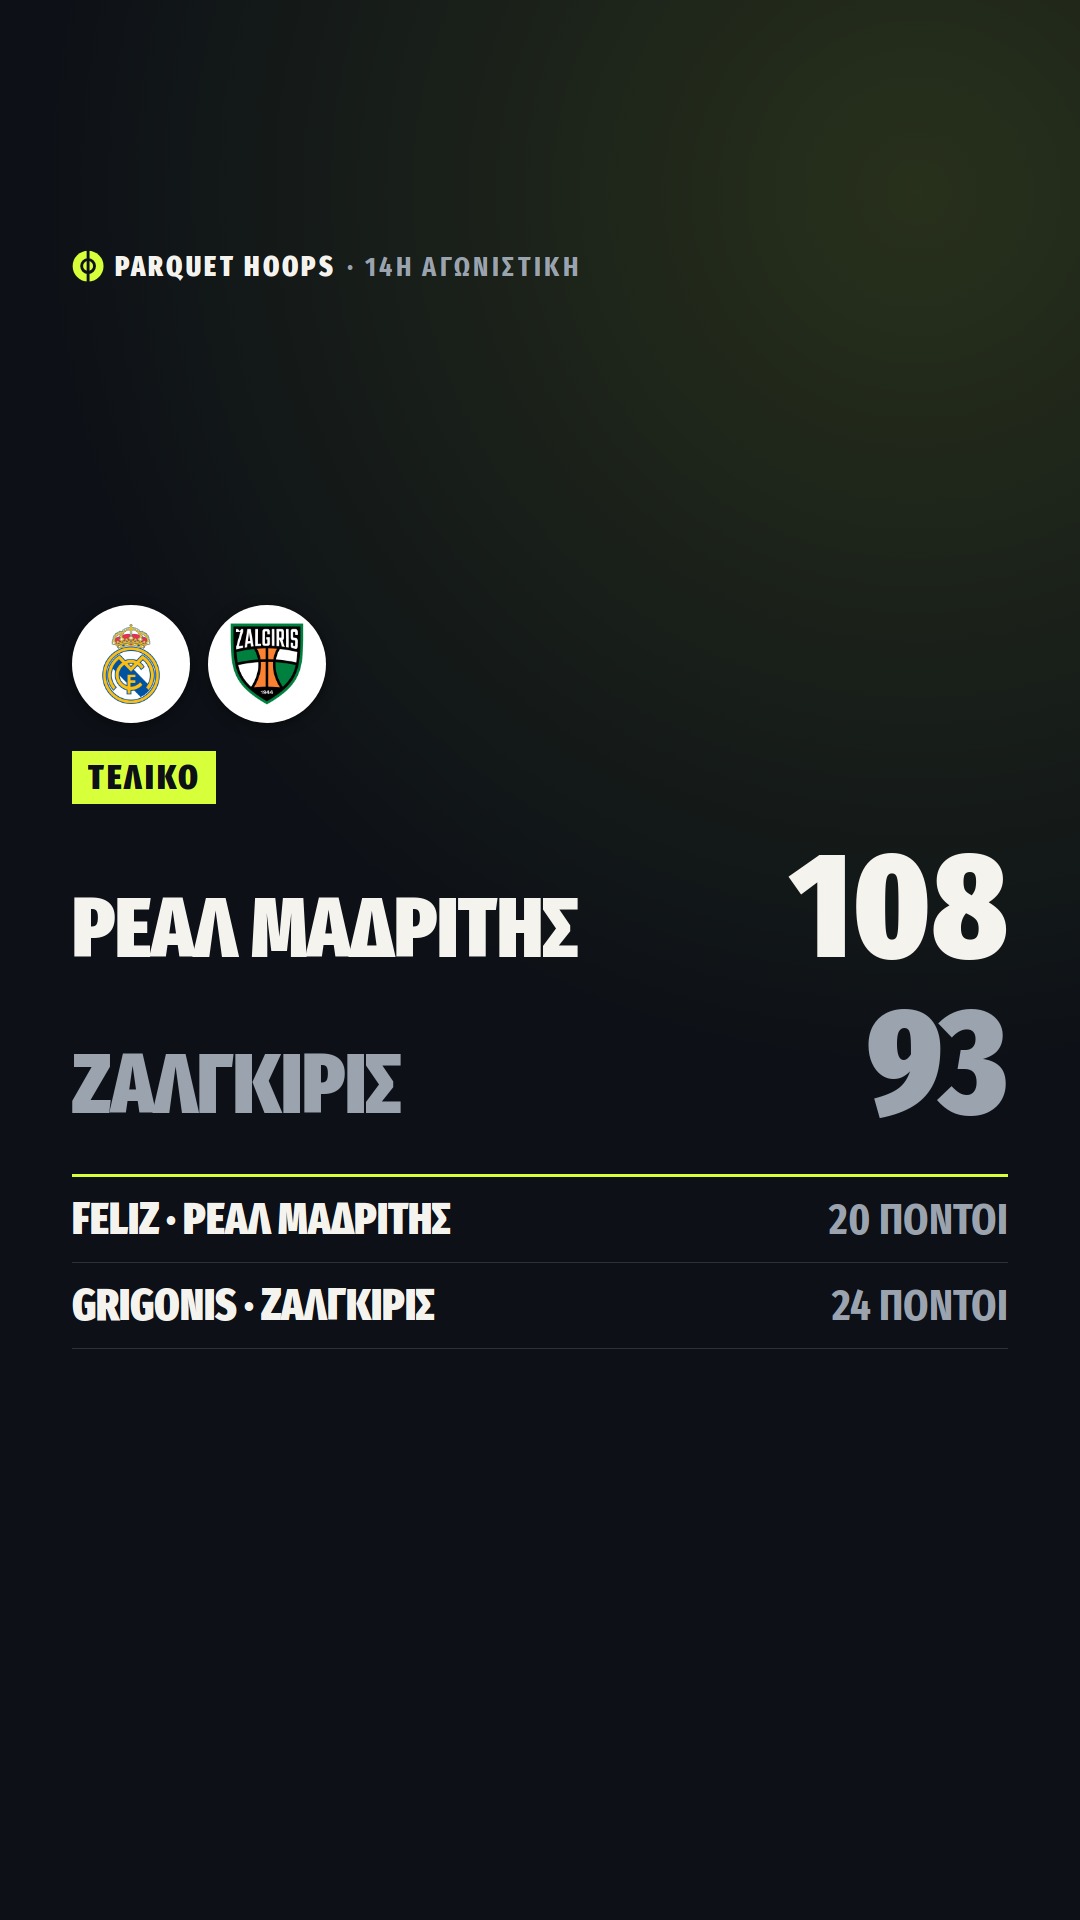 PARQUET HOOPS · 14Η ΑΓΩΝΙΣΤΙΚΗ
ZALGIRIS
1944
ΤΕΛΙΚΟ
ΡΕΑΛ ΜΑΔΡΙΤΗΣ 108
ΖΑΛΓΚΙΡΙΣ 93
FELIZ · ΡΕΑΛ ΜΑΔΡΙΤΗΣ 20 ΠΟΝΤΟΙ
GRIGONIS · ΖΑΛΓΚΙΡΙΣ 24 ΠΟΝΤΟΙ